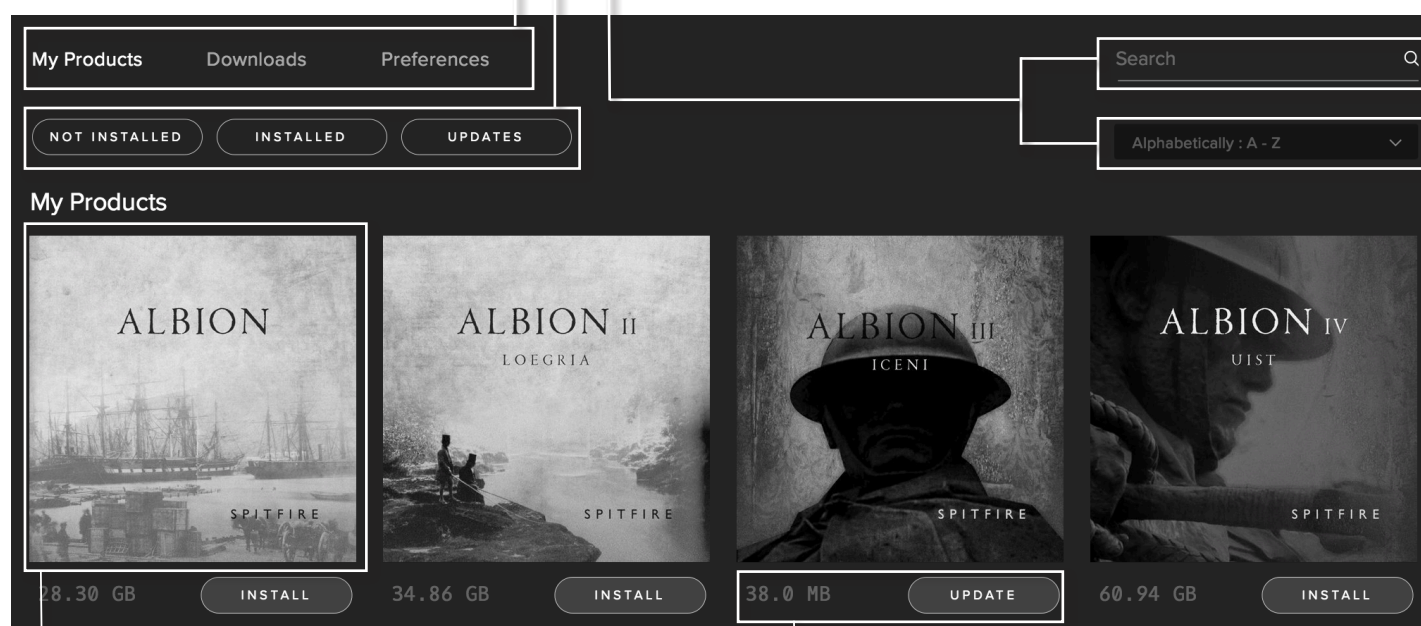 My Products Downloads Preferences
Search
NOT INSTALLED INSTALLED UPDATES
Alphabetically : A - Z
My Products
ALBION
SPITFIRE
28.30 GB INSTALL
ALBION II
LOEGRIA
SPITFIRE
34.86 GB INSTALL
ALBION III
ICENI
SPITFIRE
38.0 MB UPDATE
ALBION IV
UIST
SPITFIRE
60.94 GB INSTALL